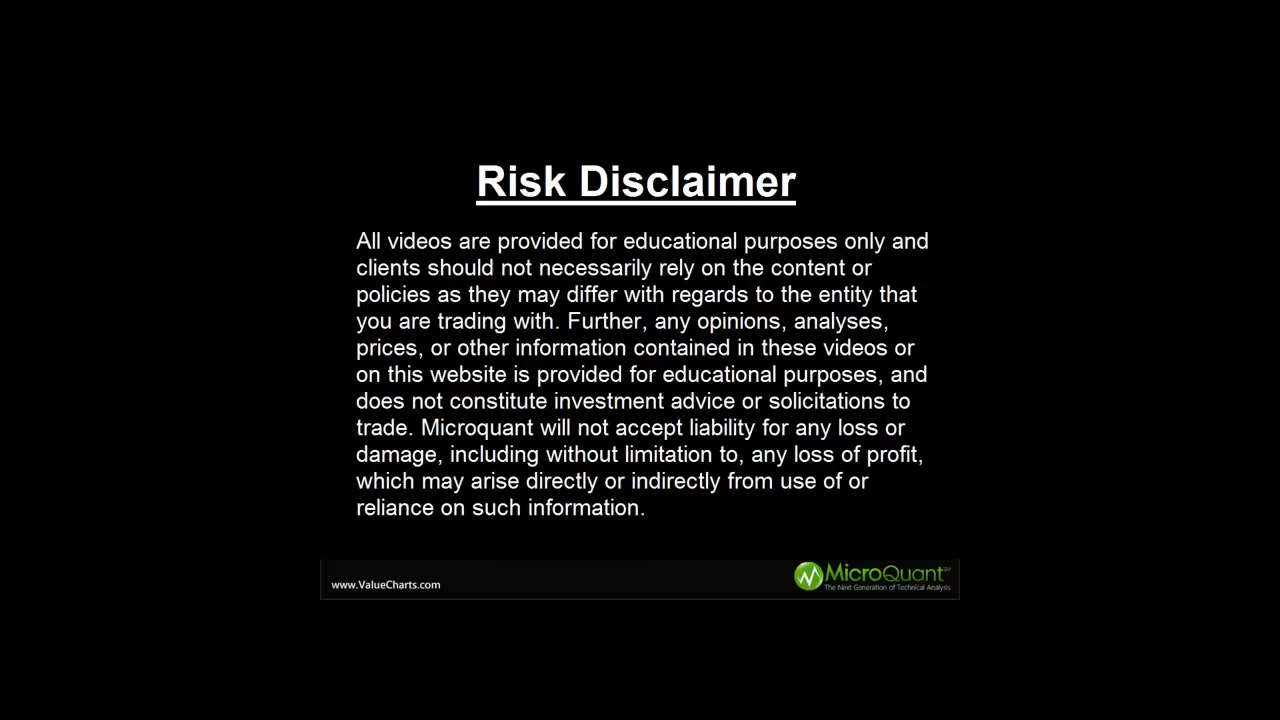 Risk Disclaimer
All videos are provided for educational purposes only and
clients should not necessarily rely on the content or
policies as they may differ with regards to the entity that
you are trading with. Further, any opinions, analyses,
prices, or other information contained in these videos or
on this website is provided for educational purposes, and
does not constitute investment advice or solicitations to
trade. Microquant will not accept liability for any loss or
damage, including without limitation to, any loss of profit,
which may arise directly or indirectly from use of or
reliance on such information.
www.ValueCharts.com
MicroQuant℠
The Next Generation of Technical Analysis